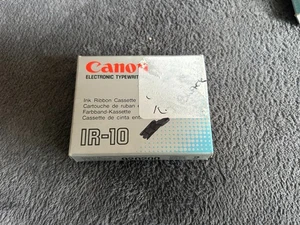 Canon
ELECTRONIC TYPEWRIT
Ink Ribbon Cassette
Cartouche de ruban
Farbband-Kassette
Cassette de cinta ent
IR-10